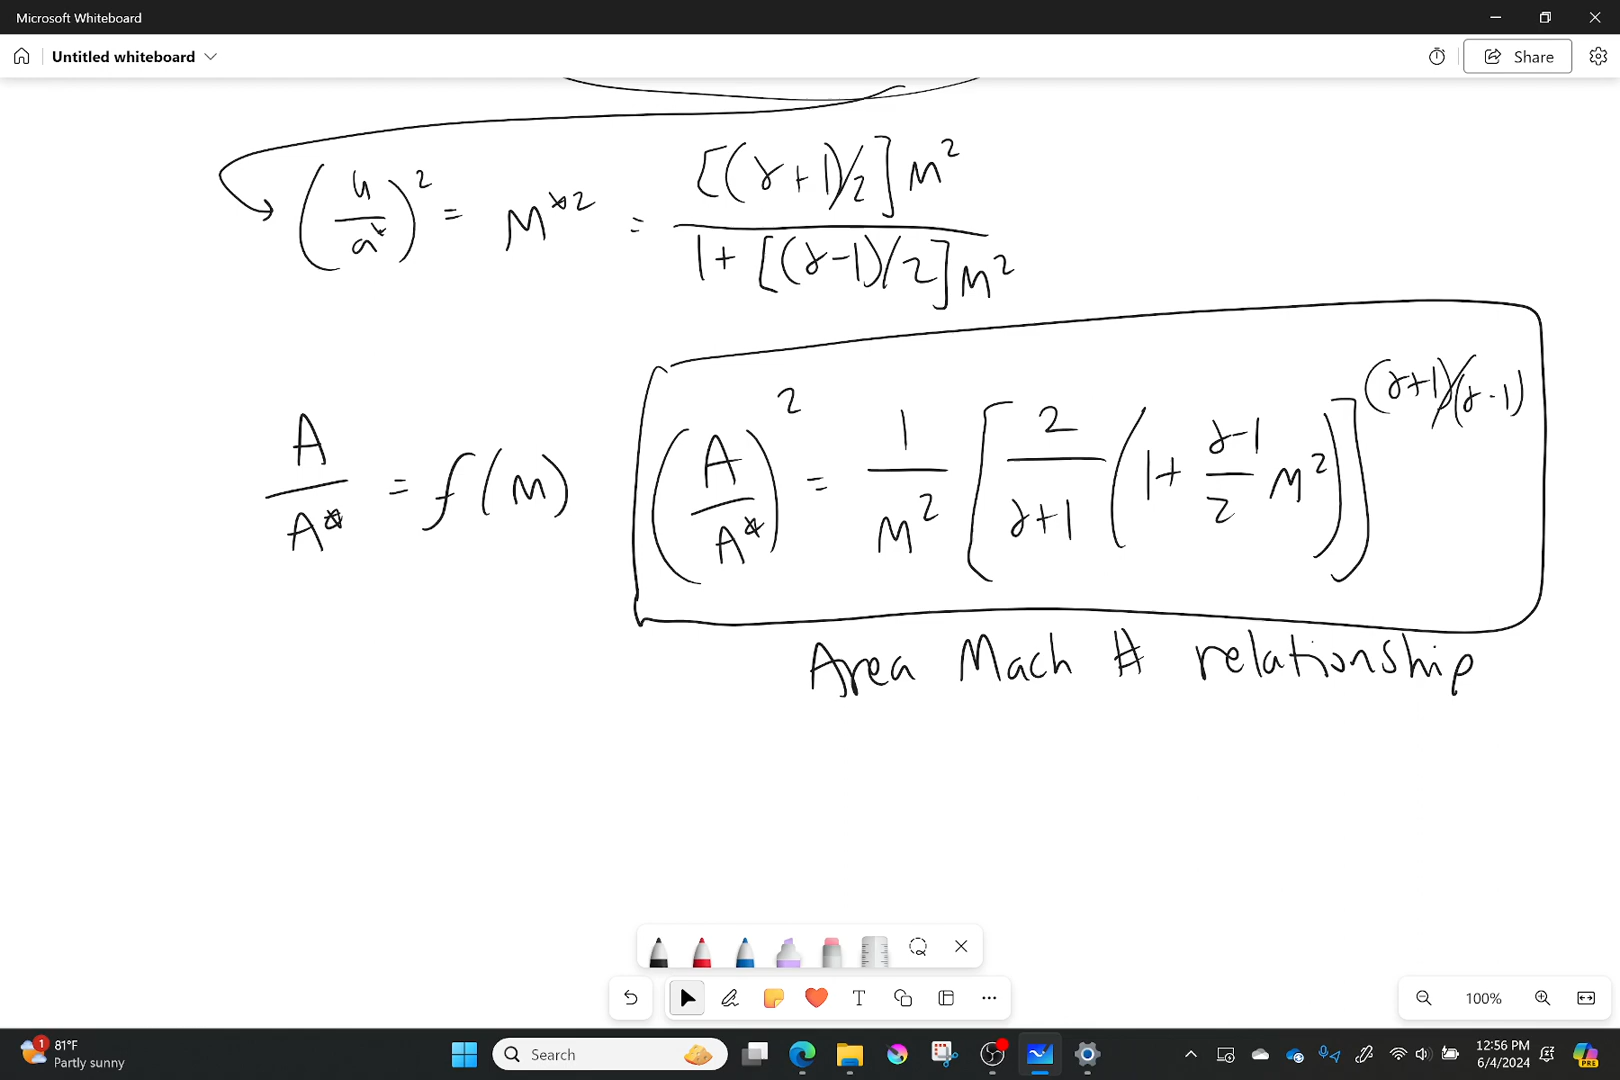 Microsoft Whiteboard
Untitled whiteboard
Share
(u/a*)² = M*² = [(γ+1)/2]M² / 1+[(γ-1)/2]M²
A/A* = f(M)
(A/A*)² = 1/M² [2/γ+1 (1+ γ-1/2 M²)]^(γ+1)/(γ-1)
Area Mach # relationship
T
100%
1
81°F
Partly sunny
Search
PRE
12:56 PM
6/4/2024